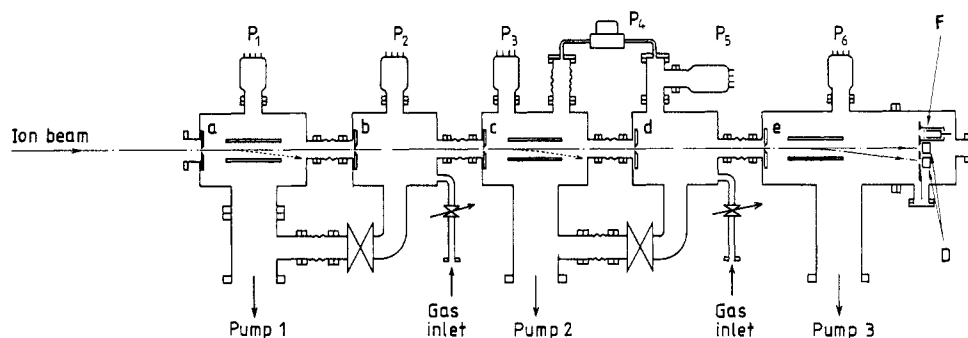 P1
P2
P3
P4
P5
P6
F
a
b
c
d
e
Ion beam
D
Pump 1
Gas inlet
Pump 2
Gas inlet
Pump 3